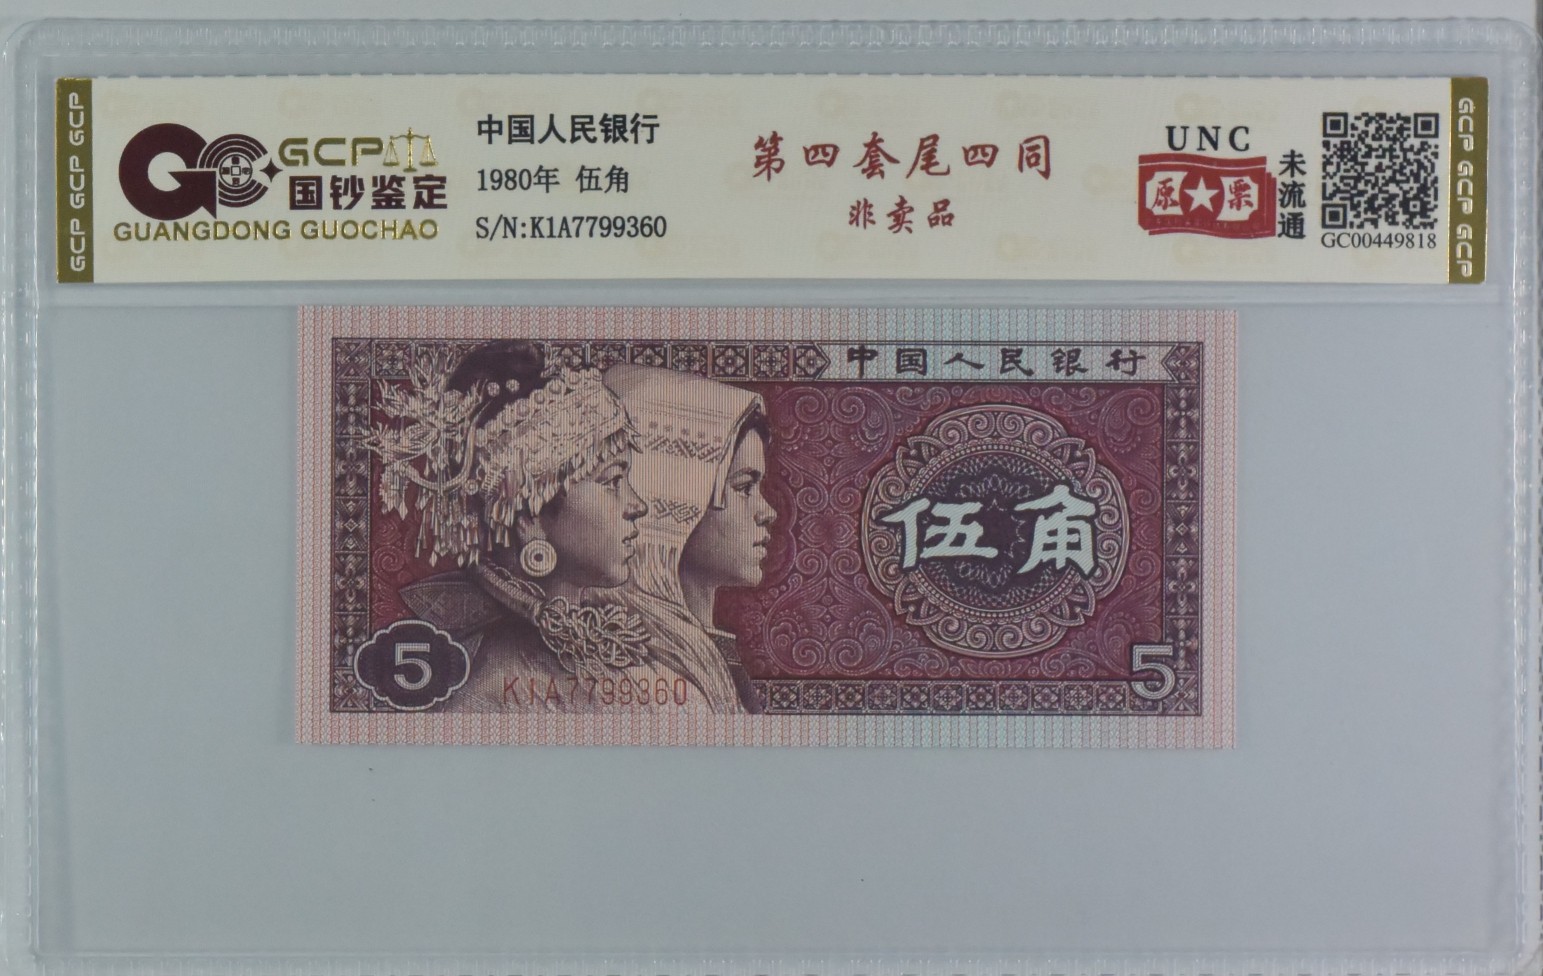 GCP GCP GCP
GCP
国钞鉴定
GUANGDONG GUOCHAO
中国人民银行
1980年 伍角
S/N:K1A7799360
第四套尾四同
非卖品
UNC
原★票
未流通
GC00449818
GCP GCP GCP GCP
中国人民银行
伍角
5
K1A7799360
5